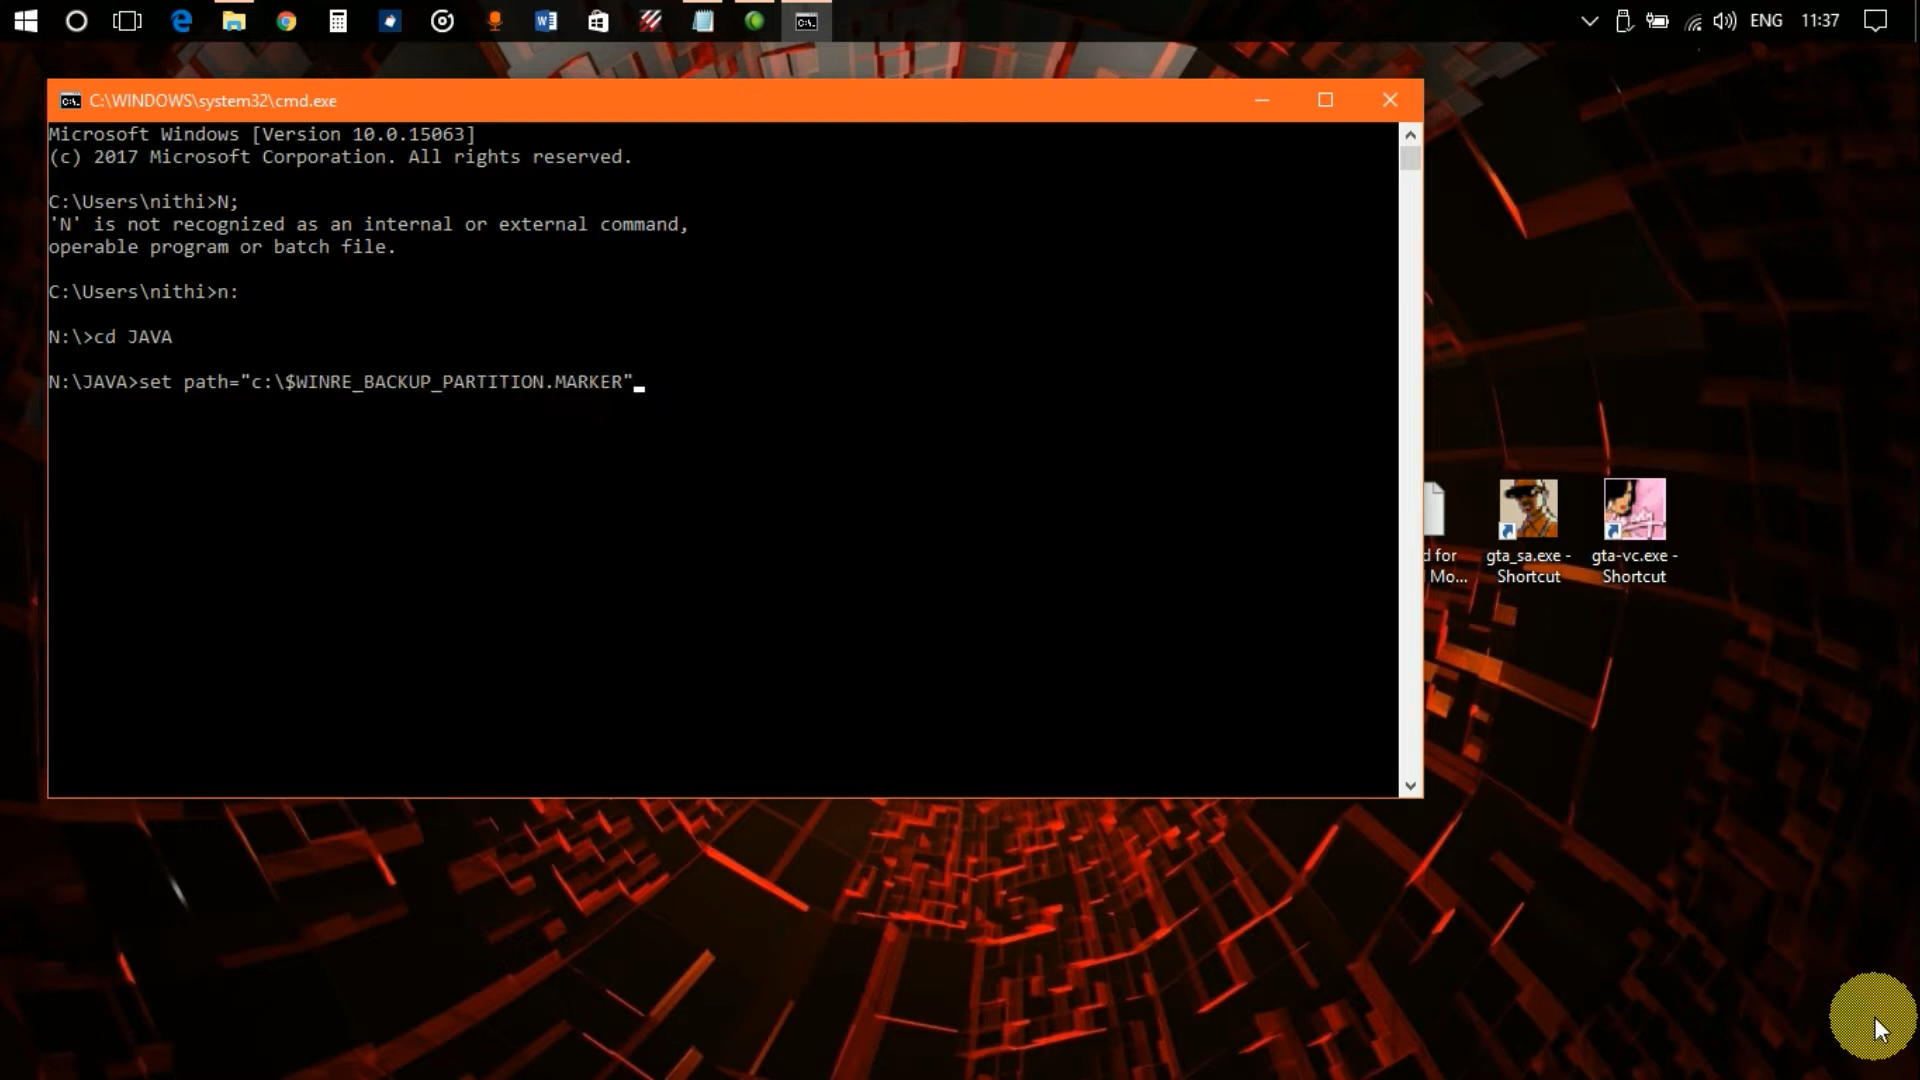 ENG 11:37
C:\WINDOWS\system32\cmd.exe
Microsoft Windows [Version 10.0.15063]
(c) 2017 Microsoft Corporation. All rights reserved.
C:\Users\nithi>N;
'N' is not recognized as an internal or external command,
operable program or batch file.
C:\Users\nithi>n:
N:\>cd JAVA
N:\JAVA>set path="c:\$WINRE_BACKUP_PARTITION.MARKER"
d for
Mo...
gta_sa.exe -
Shortcut
gta-vc.exe -
Shortcut